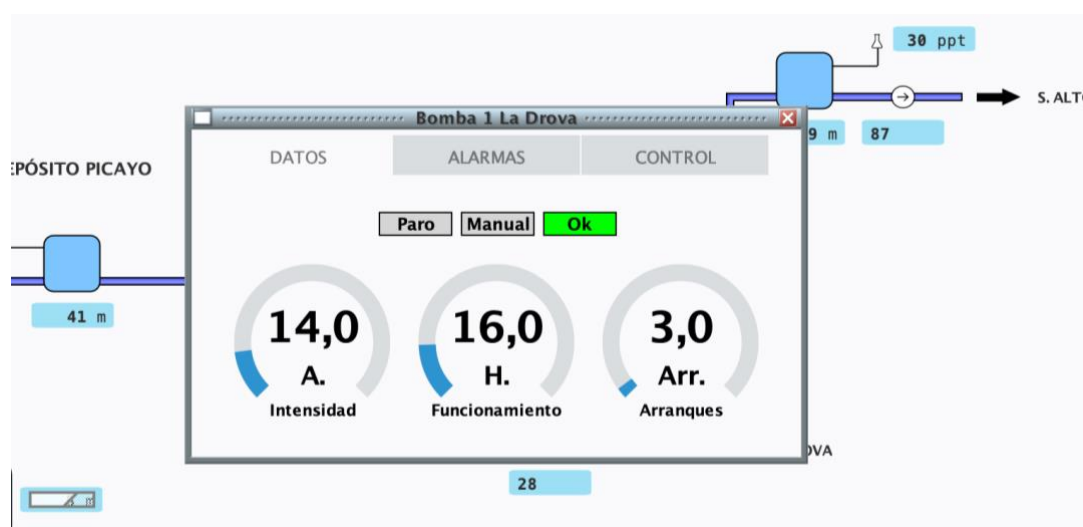 30 ppt
S. ALTO
Bomba 1 La Drova
9 m
87
DATOS
ALARMAS
CONTROL
EPÓSITO PICAYO
Paro
Manual
Ok
41 m
14,0
A.
Intensidad
16,0
H.
Funcionamiento
3,0
Arr.
Arranques
OVA
28